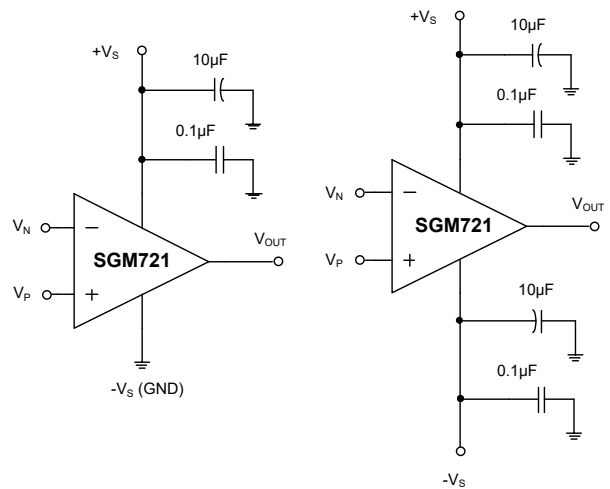 +VS
10µF
0.1µF
VN
VP
SGM721
VOUT
-VS (GND)
+VS
10µF
0.1µF
VN
VP
SGM721
VOUT
10µF
0.1µF
-VS